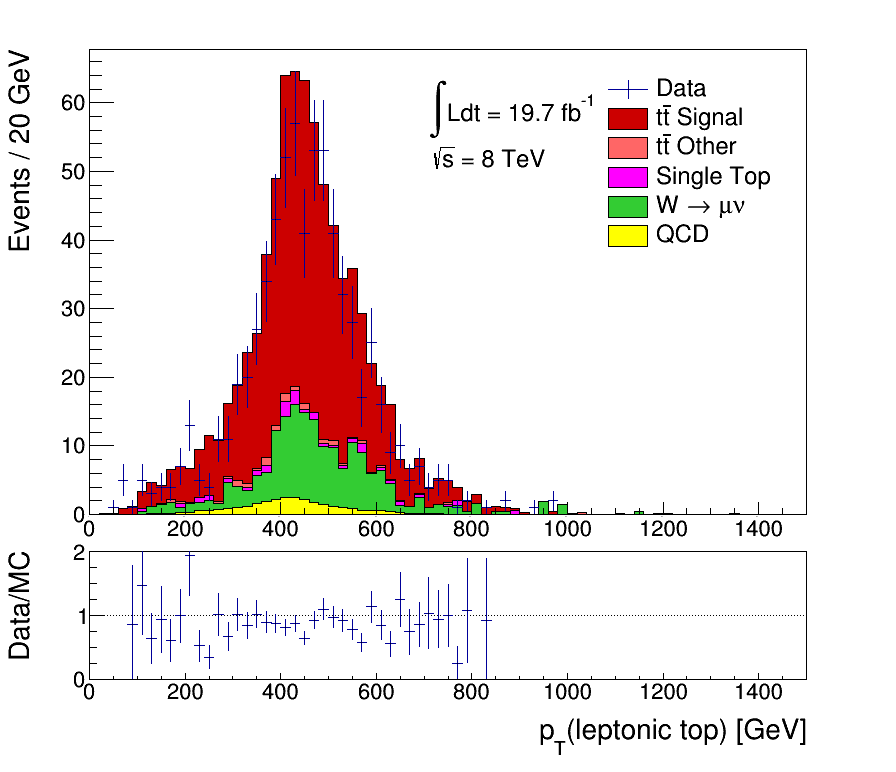 Events / 20 GeV
60
50
40
30
20
10
0
∫Ldt = 19.7 fb⁻¹
√s = 8 TeV
Data
tt̄ Signal
tt̄ Other
Single Top
W → μν
QCD
0 200 400 600 800 1000 1200 1400
Data/MC
2
1
0
0 200 400 600 800 1000 1200 1400
p_T(leptonic top) [GeV]